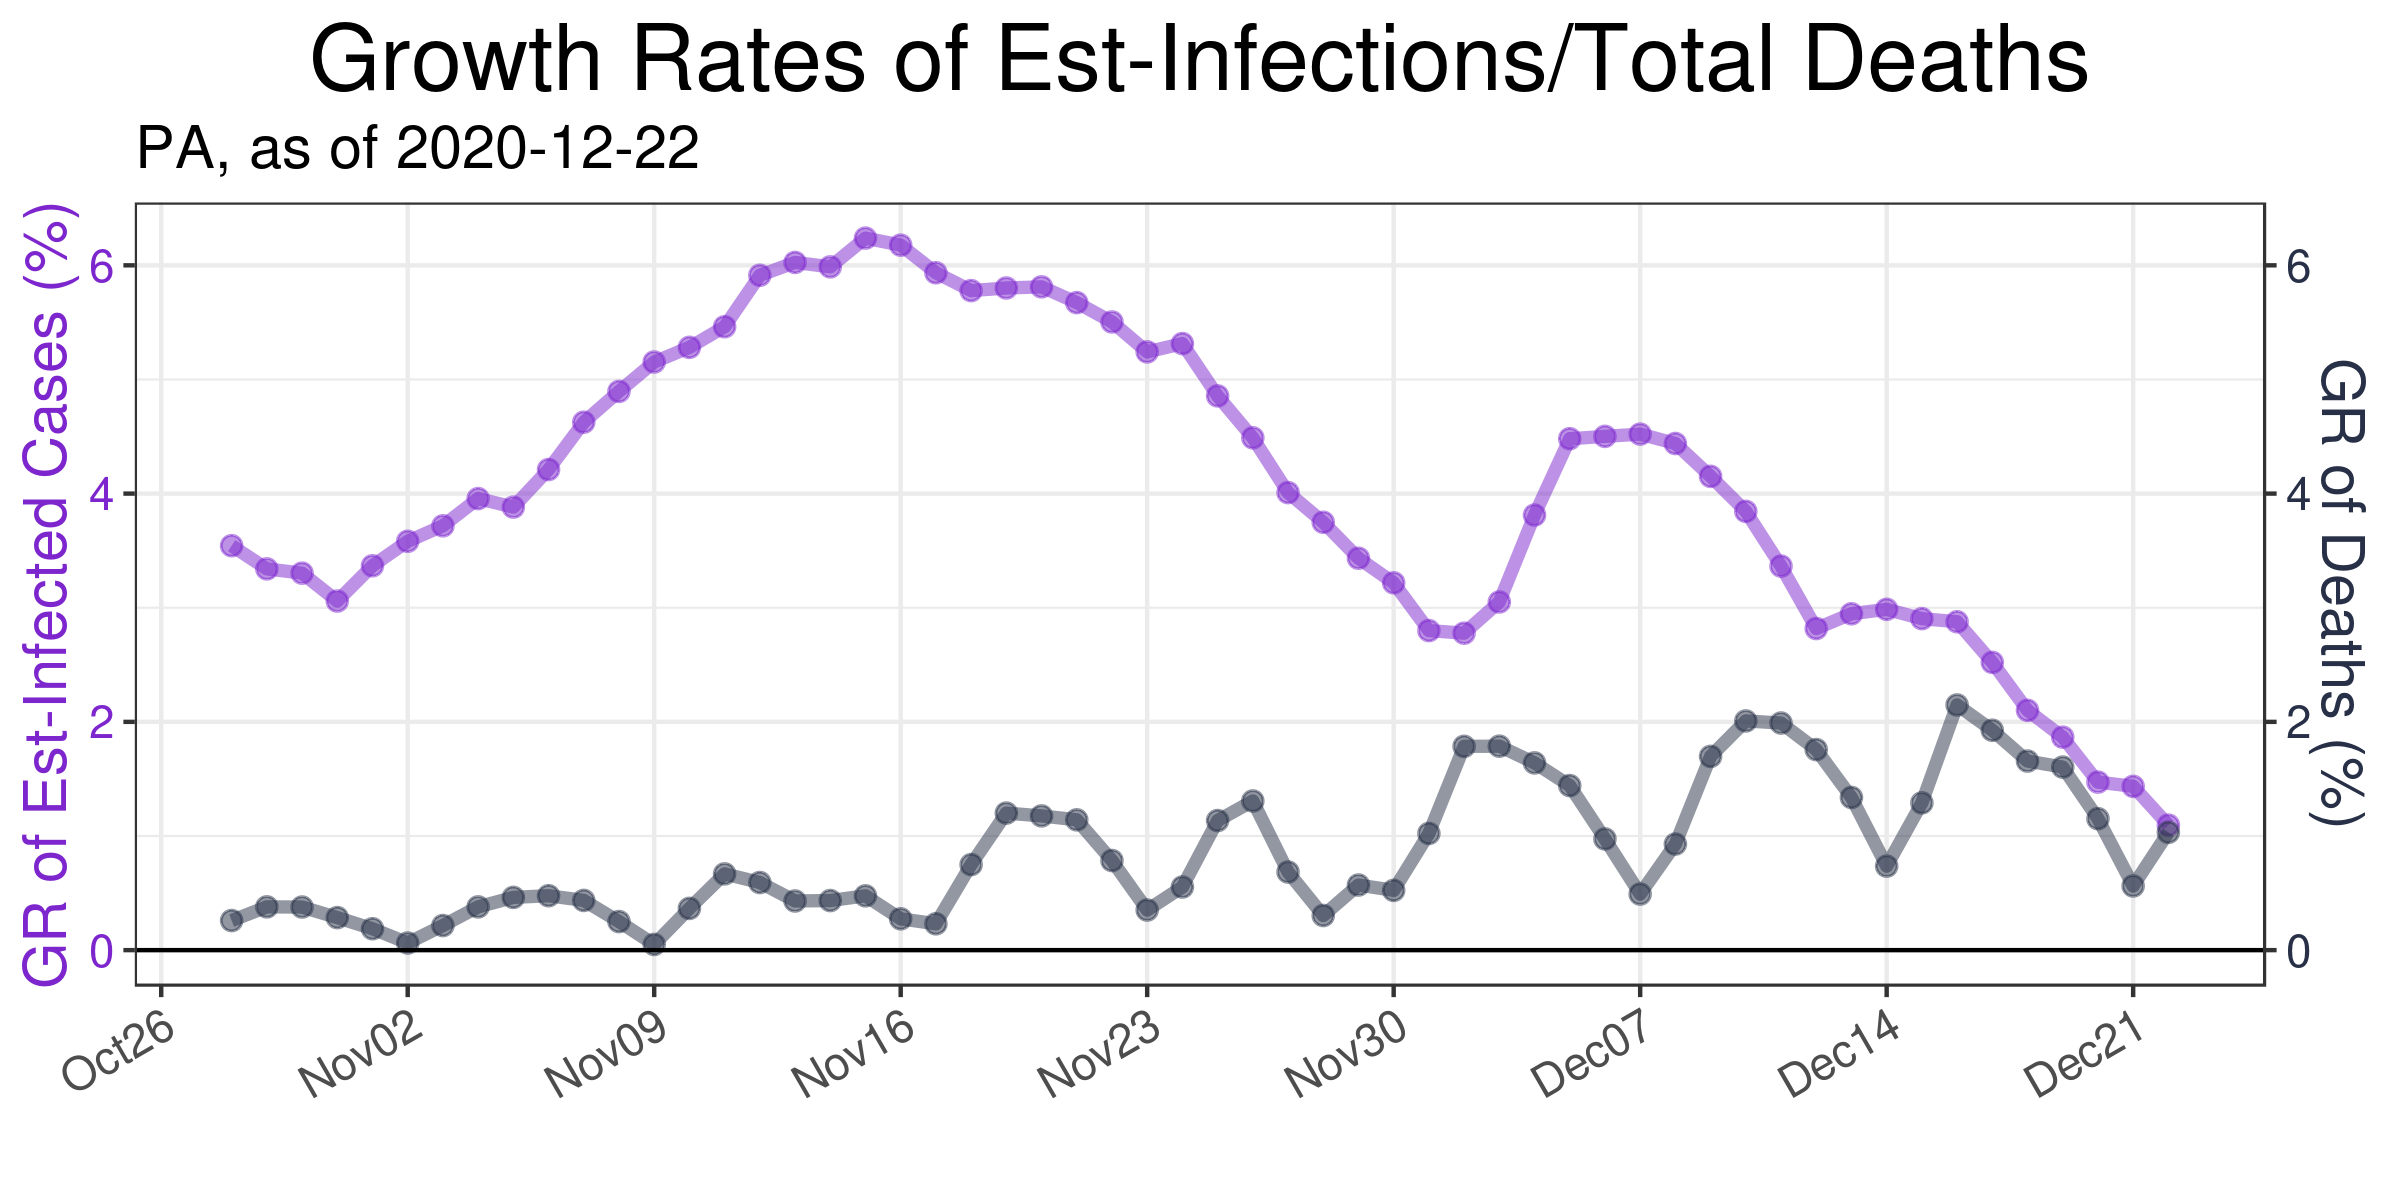 Growth Rates of Est-Infections/Total Deaths
PA, as of 2020-12-22
GR of Est-Infected Cases (%)
6
4
2
0
6
4
2
0
GR of Deaths (%)
Oct26
Nov02
Nov09
Nov16
Nov23
Nov30
Dec07
Dec14
Dec21